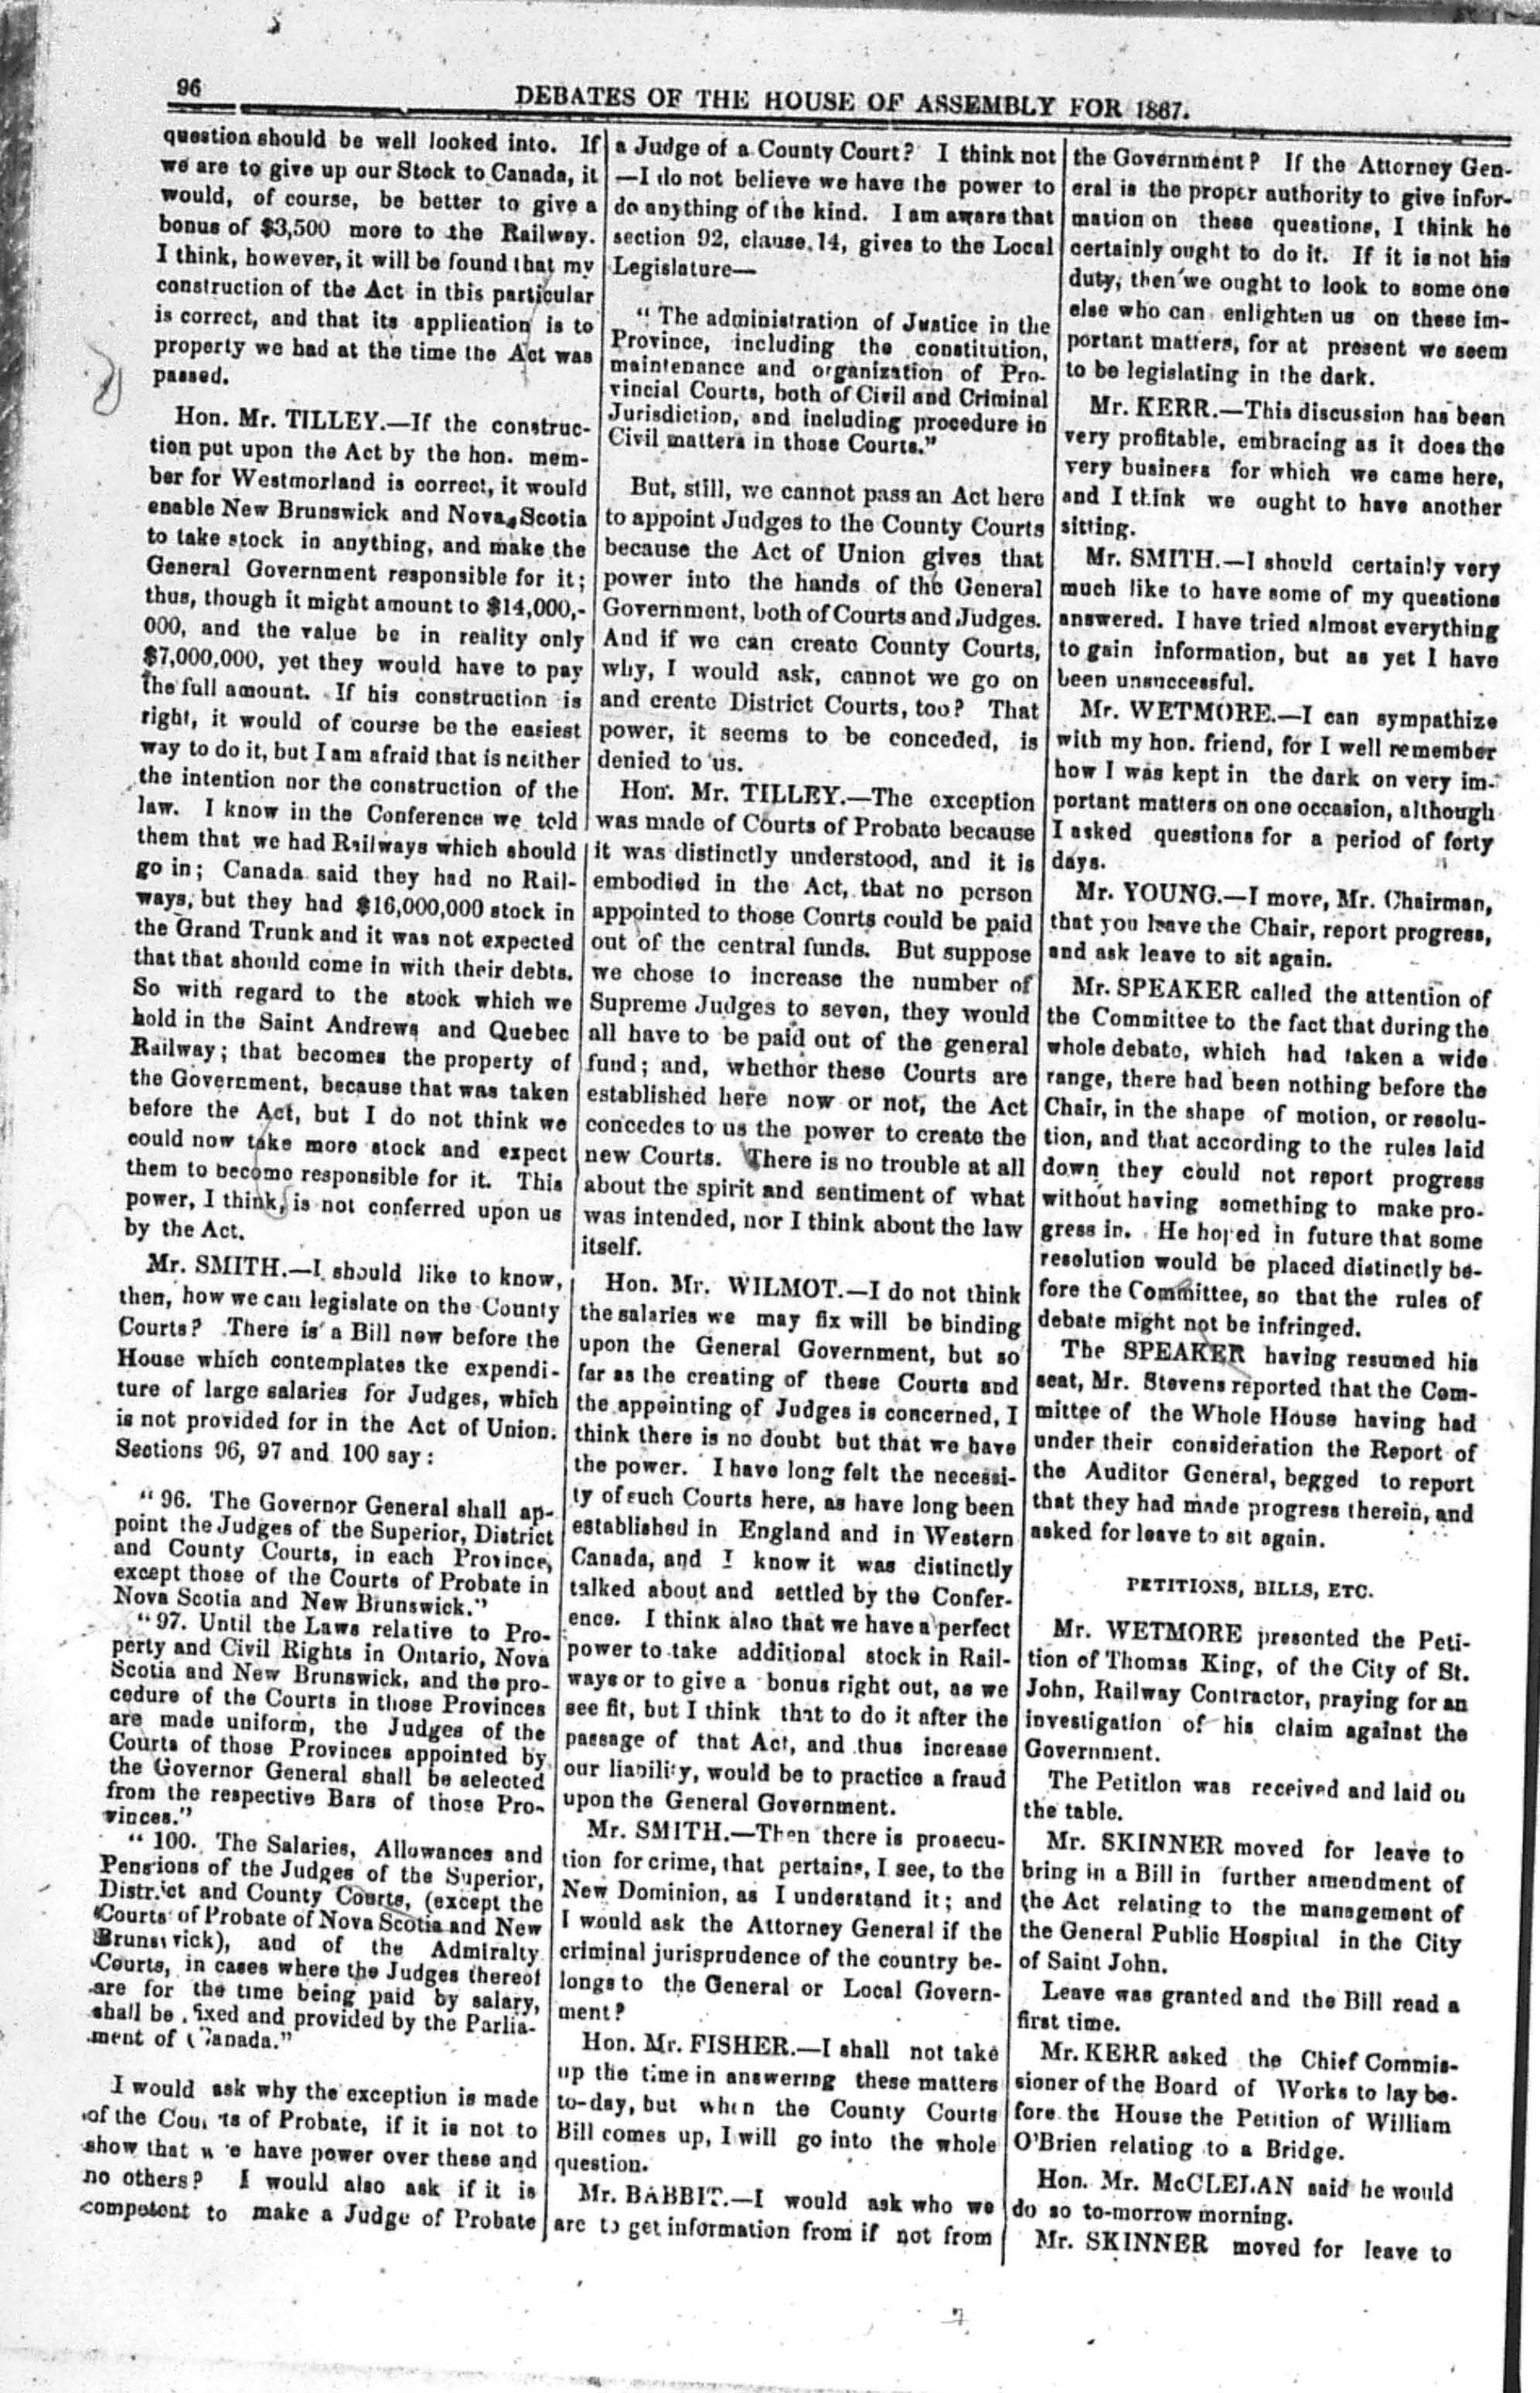 96
DEBATES OF THE HOUSE OF ASSEMBLY FOR 1867.
question should be well looked into. If
we are to give up our Stock to Canada, it
would, of course, be better to give a
bonus of $3,500 more to the Railway.
I think, however, it will be found that my
construction of the Act in this particular
is correct, and that its application is to
property we had at the time the Act was
passed.
Hon. Mr. TILLEY.—If the construc-
tion put upon the Act by the hon. mem-
ber for Westmorland is correct, it would
enable New Brunswick and Nova Scotia
to take stock in anything, and make the
General Government responsible for it;
thus, though it might amount to $14,000,-
000, and the value be in reality only
$7,000,000, yet they would have to pay
the full amount. If his construction is
right, it would of course be the easiest
way to do it, but I am afraid that is neither
the intention nor the construction of the
law. I know in the Conference we told
them that we had Railways which should
go in; Canada said they had no Rail-
ways, but they had $16,000,000 stock in
the Grand Trunk and it was not expected
that that should come in with their debts.
So with regard to the stock which we
hold in the Saint Andrews and Quebec
Railway; that becomes the property of
the Government, because that was taken
before the Act, but I do not think we
could now take more stock and expect
them to become responsible for it. This
power, I think, is not conferred upon us
by the Act.
Mr. SMITH.—I should like to know,
then, how we can legislate on the County
Courts? There is a Bill now before the
House which contemplates tke expendi-
ture of large salaries for Judges, which
is not provided for in the Act of Union.
Sections 96, 97 and 100 say:
"96. The Governor General shall ap-
point the Judges of the Superior, District
and County Courts, in each Province,
except those of the Courts of Probate in
Nova Scotia and New Brunswick."
"97. Until the Laws relative to Pro-
perty and Civil Rights in Ontario, Nova
Scotia and New Brunswick, and the pro-
cedure of the Courts in those Provinces
are made uniform, the Judges of the
Courts of those Provinces appointed by
the Governor General shall be selected
from the respective Bars of those Pro-
vinces."
"100. The Salaries, Allowances and
Pensions of the Judges of the Superior,
District and County Courts, (except the
Courts of Probate of Nova Scotia and New
Brunswick), and of the Admiralty
Courts, in cases where the Judges thereof
are for the time being paid by salary,
shall be fixed and provided by the Parlia-
ment of Canada."
I would ask why the exception is made
of the Courts of Probate, if it is not to
show that we have power over these and
no others? I would also ask if it is
competent to make a Judge of Probate
a Judge of a County Court? I think not
—I do not believe we have the power to
do anything of the kind. I am aware that
section 92, clause 14, gives to the Local
Legislature—
"The administration of Justice in the
Province, including the constitution,
maintenance and organization of Pro-
vincial Courts, both of Civil and Criminal
Jurisdiction, and including procedure in
Civil matters in those Courts."
But, still, we cannot pass an Act here
to appoint Judges to the County Courts
because the Act of Union gives that
power into the hands of the General
Government, both of Courts and Judges.
And if we can create County Courts,
why, I would ask, cannot we go on
and create District Courts, too? That
power, it seems to be conceded, is
denied to us.
Hon. Mr. TILLEY.—The exception
was made of Courts of Probate because
it was distinctly understood, and it is
embodied in the Act, that no person
appointed to those Courts could be paid
out of the central funds. But suppose
we chose to increase the number of
Supreme Judges to seven, they would
all have to be paid out of the general
fund; and, whether these Courts are
established here now or not, the Act
concedes to us the power to create the
new Courts. There is no trouble at all
about the spirit and sentiment of what
was intended, nor I think about the law
itself.
Hon. Mr. WILMOT.—I do not think
the salaries we may fix will be binding
upon the General Government, but so
far as the creating of these Courts and
the appointing of Judges is concerned, I
think there is no doubt but that we have
the power. I have long felt the necessi-
ty of such Courts here, as have long been
established in England and in Western
Canada, and I know it was distinctly
talked about and settled by the Confer-
ence. I think also that we have a perfect
power to take additional stock in Rail-
ways or to give a bonus right out, as we
see fit, but I think that to do it after the
passage of that Act, and thus increase
our liability, would be to practice a fraud
upon the General Government.
Mr. SMITH.—Then there is prosecu-
tion for crime, that pertains, I see, to the
New Dominion, as I understand it; and
I would ask the Attorney General if the
criminal jurisprudence of the country be-
longs to the General or Local Govern-
ment?
Hon. Mr. FISHER.—I shall not take
up the time in answering these matters
to-day, but when the County Courts
Bill comes up, I will go into the whole
question.
Mr. BABBIT.—I would ask who we
are to get information from if not from
the Government? If the Attorney Gen-
eral is the proper authority to give infor-
mation on these questions, I think he
certainly ought to do it. If it is not his
duty, then we ought to look to some one
else who can enlighten us on these im-
portant matters, for at present we seem
to be legislating in the dark.
Mr. KERR.—This discussion has been
very profitable, embracing as it does the
very business for which we came here,
and I think we ought to have another
sitting.
Mr. SMITH.—I should certainly very
much like to have some of my questions
answered. I have tried almost everything
to gain information, but as yet I have
been unsuccessful.
Mr. WETMORE.—I can sympathize
with my hon. friend, for I well remember
how I was kept in the dark on very im-
portant matters on one occasion, although
I asked questions for a period of forty
days.
Mr. YOUNG.—I move, Mr. Chairman,
that you leave the Chair, report progress,
and ask leave to sit again.
Mr. SPEAKER called the attention of
the Committee to the fact that during the
whole debate, which had taken a wide
range, there had been nothing before the
Chair, in the shape of motion, or resolu-
tion, and that according to the rules laid
down they could not report progress
without having something to make pro-
gress in. He hoped in future that some
resolution would be placed distinctly be-
fore the Committee, so that the rules of
debate might not be infringed.
The SPEAKER having resumed his
seat, Mr. Stevens reported that the Com-
mittee of the Whole House having had
under their consideration the Report of
the Auditor General, begged to report
that they had made progress therein, and
asked for leave to sit again.
PETITIONS, BILLS, ETC.
Mr. WETMORE presented the Peti-
tion of Thomas King, of the City of St.
John, Railway Contractor, praying for an
investigation of his claim against the
Government.
The Petition was received and laid on
the table.
Mr. SKINNER moved for leave to
bring in a Bill in further amendment of
the Act relating to the management of
the General Public Hospital in the City
of Saint John.
Leave was granted and the Bill read a
first time.
Mr. KERR asked the Chief Commis-
sioner of the Board of Works to lay be-
fore the House the Petition of William
O'Brien relating to a Bridge.
Hon. Mr. McCLELAN said he would
do so to-morrow morning.
Mr. SKINNER moved for leave to